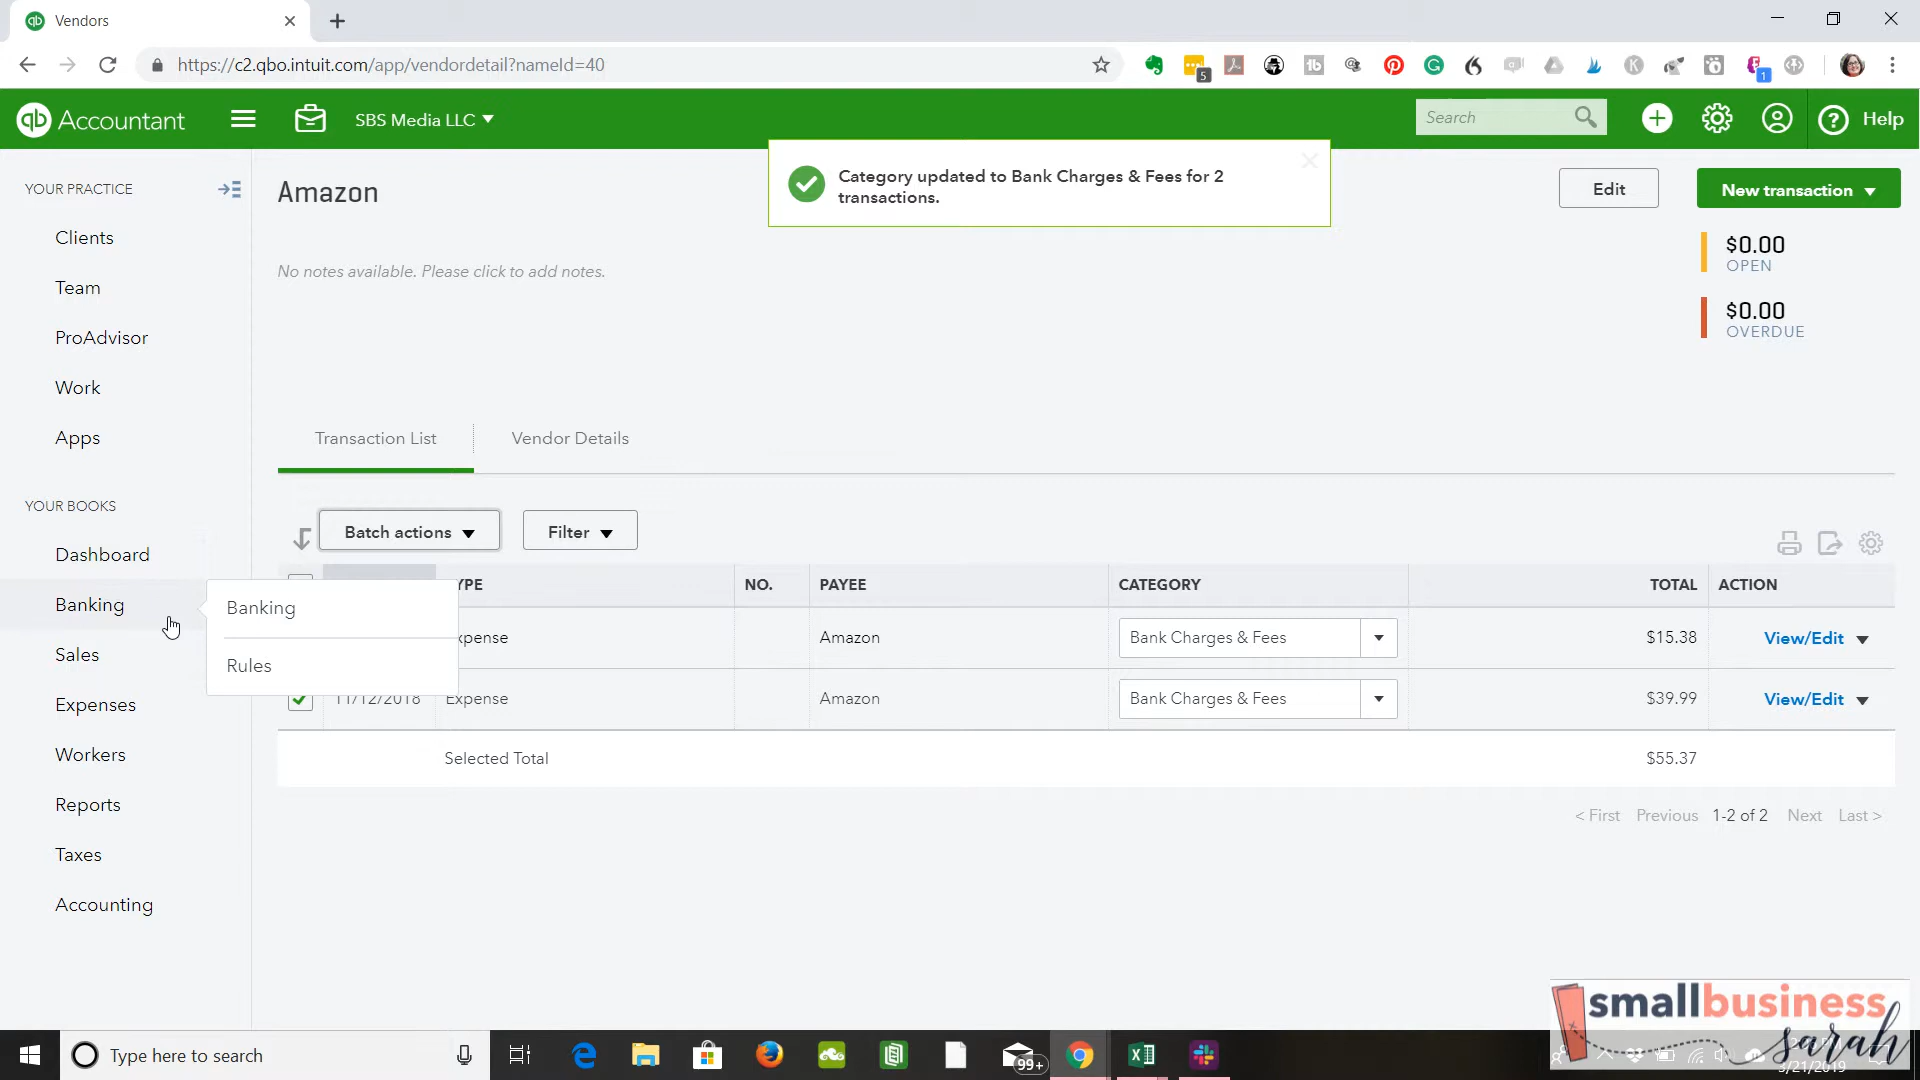 Vendors
https://c2.qbo.intuit.com/app/vendordetail?nameId=40
5
1
qb Accountant
SBS Media LLC
Search
Help
YOUR PRACTICE
Clients
Team
ProAdvisor
Work
Apps
YOUR BOOKS
Dashboard
Banking
Sales
Expenses
Workers
Reports
Taxes
Accounting
Banking
Rules
Amazon
Category updated to Bank Charges & Fees for 2
transactions.
Edit
New transaction
No notes available. Please click to add notes.
$0.00
OPEN
$0.00
OVERDUE
Transaction List
Vendor Details
Batch actions
Filter
YPE NO. PAYEE CATEGORY TOTAL ACTION
xpense Amazon Bank Charges & Fees $15.38 View/Edit
11/12/2018 Expense Amazon Bank Charges & Fees $39.99 View/Edit
Selected Total $55.37
< First Previous 1-2 of 2 Next Last >
Type here to search
99+
smallbusiness
sarah
3/21/2019